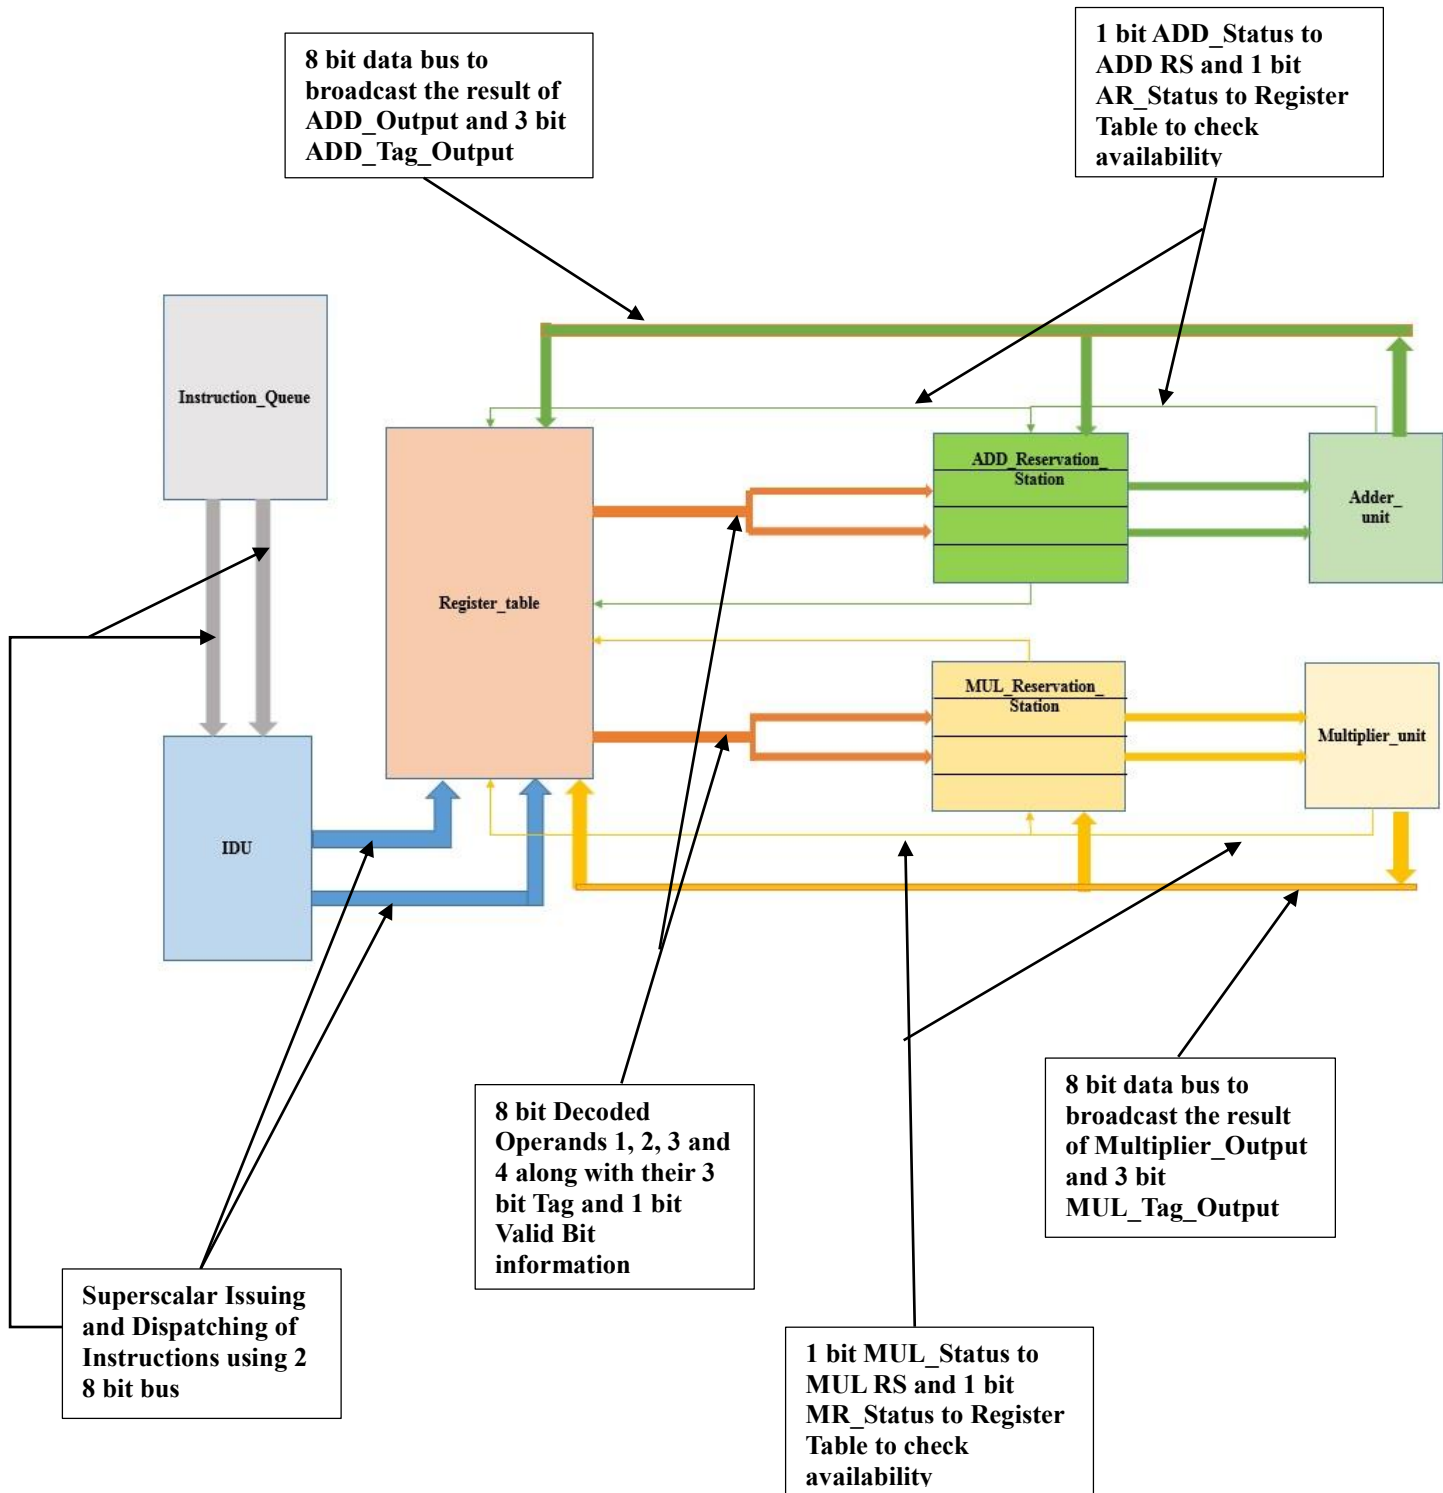 8 bit data bus to
broadcast the result of
ADD_Output and 3 bit
ADD_Tag_Output
1 bit ADD_Status to
ADD RS and 1 bit
AR_Status to Register
Table to check
availability
Instruction_Queue
ADD_Reservation_
Station
Adder_
unit
Register_table
MUL_Reservation_
Station
Multiplier_unit
IDU
8 bit Decoded
Operands 1, 2, 3 and
4 along with their 3
bit Tag and 1 bit
Valid Bit
information
8 bit data bus to
broadcast the result
of Multiplier_Output
and 3 bit
MUL_Tag_Output
Superscalar Issuing
and Dispatching of
Instructions using 2
8 bit bus
1 bit MUL_Status to
MUL RS and 1 bit
MR_Status to Register
Table to check
availability